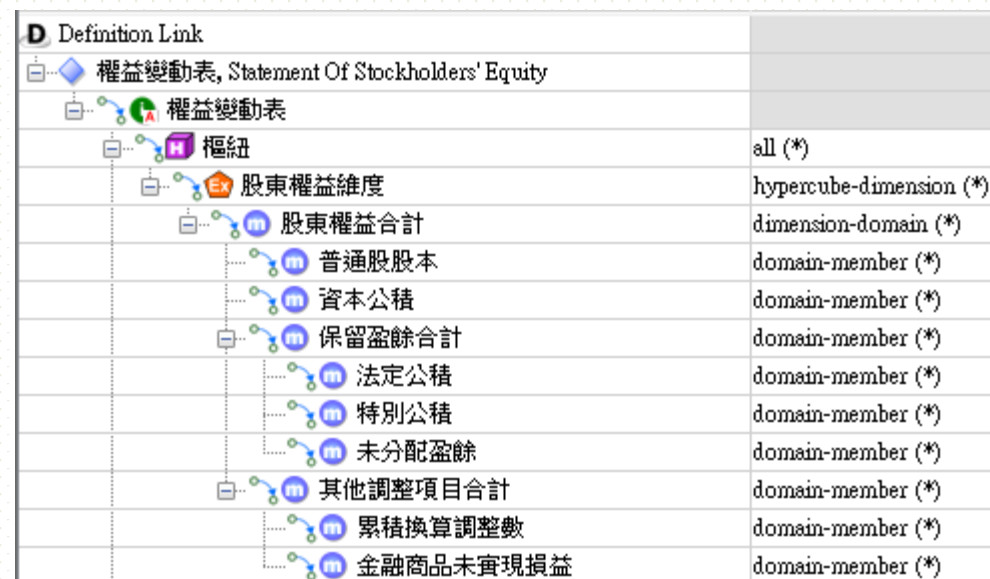 D Definition Link
權益變動表, Statement Of Stockholders' Equity
權益變動表
H 樞紐 all (*)
Ex 股東權益維度 hypercube-dimension (*)
m 股東權益合計 dimension-domain (*)
m 普通股股本 domain-member (*)
m 資本公積 domain-member (*)
m 保留盈餘合計 domain-member (*)
m 法定公積 domain-member (*)
m 特別公積 domain-member (*)
m 未分配盈餘 domain-member (*)
m 其他調整項目合計 domain-member (*)
m 累積換算調整數 domain-member (*)
m 金融商品未實現損益 domain-member (*)